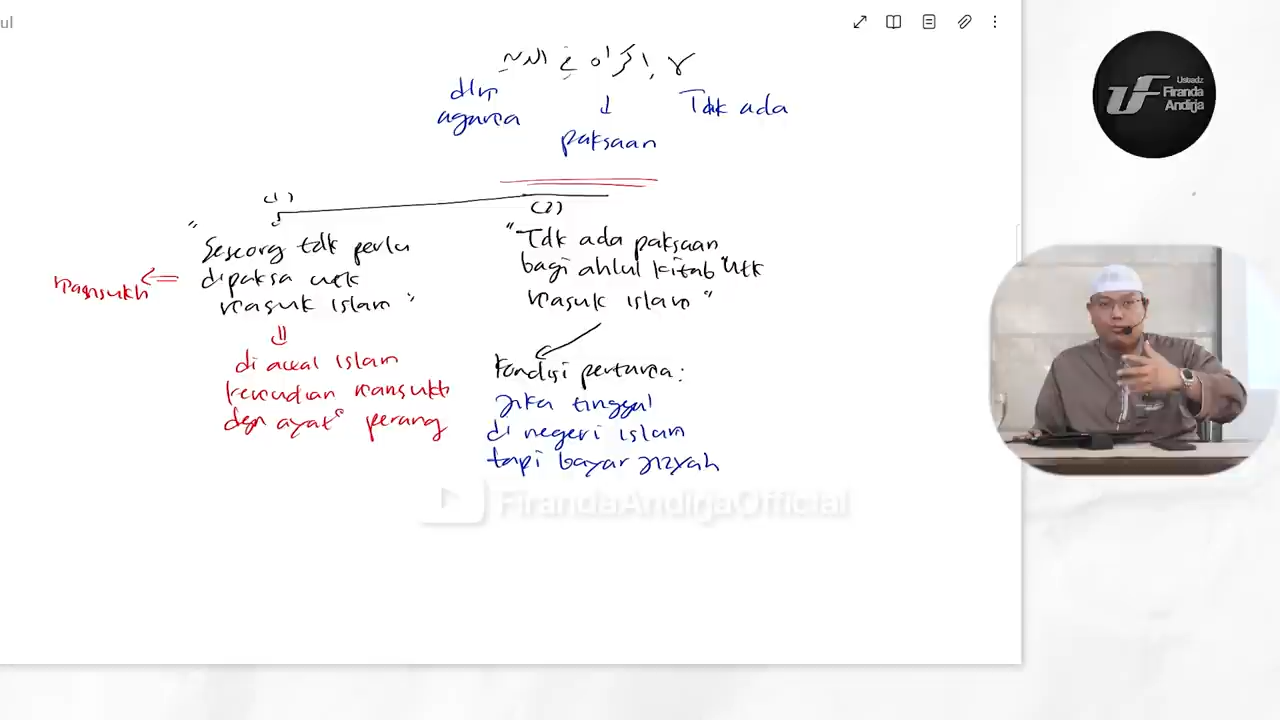 ul
Ustadz
Firanda
Andirja
لا إكراه في الدين
dlm
agama
paksaan
Tdk ada
(1)
"Seseorg tdk perlu
dipaksa utk
masuk islam"
mansukh
di awal islam
kemudian mansukh
dgn ayat² perang
(2)
"Tdk ada paksaan
bagi ahlul kitab utk
masuk islam"
Kondisi pertama:
jika tinggal
di negeri islam
tapi bayar jizyah
FirandaAndirjaOfficial